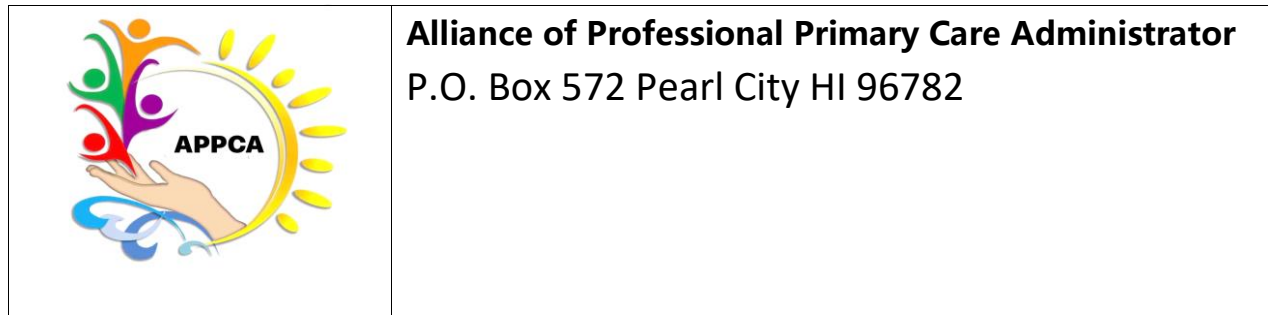 APPCA
Alliance of Professional Primary Care Administrator
P.O. Box 572 Pearl City HI 96782